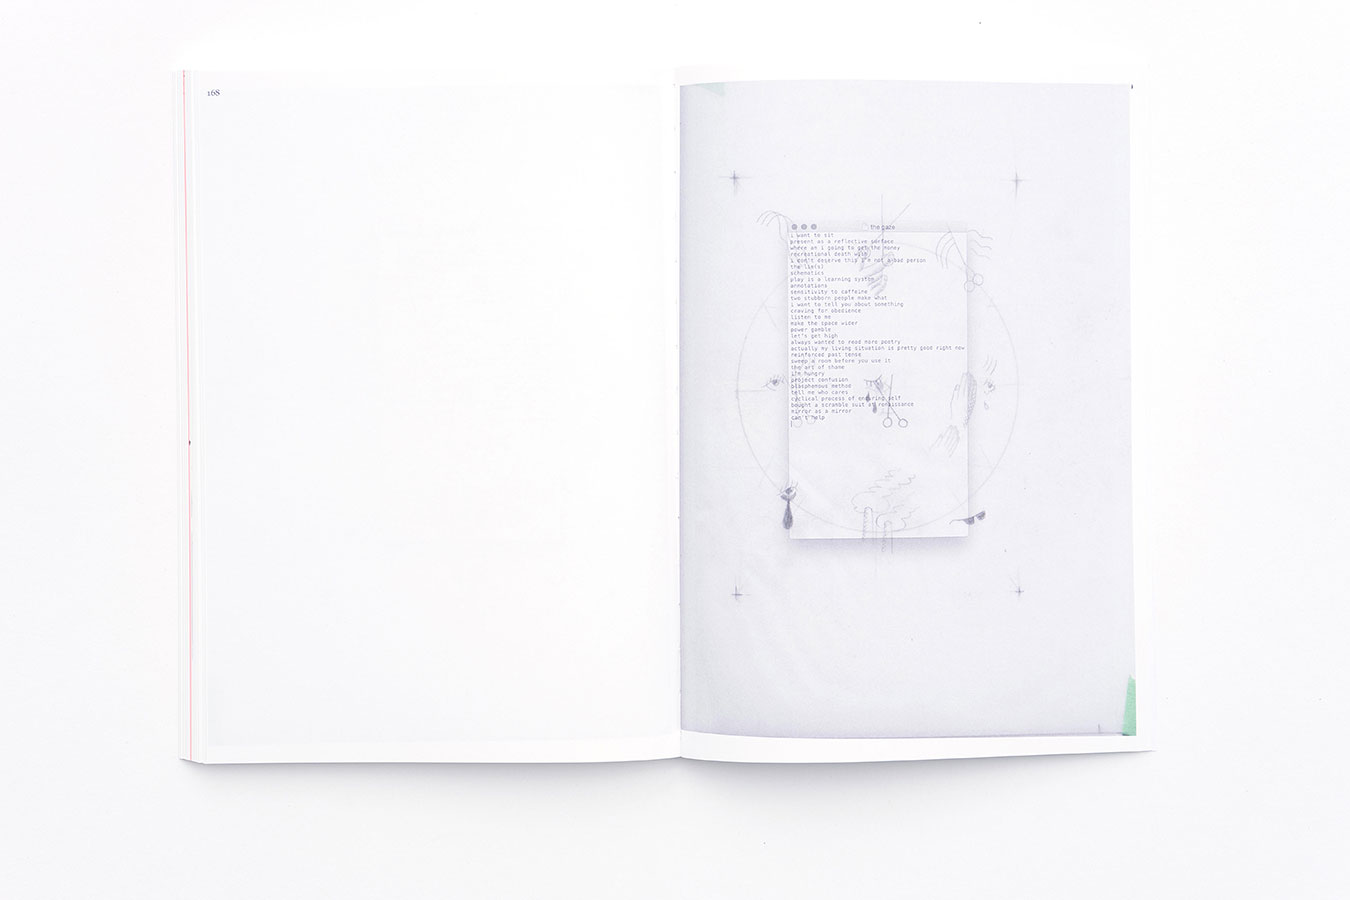 168
the gaze
i want to sit
present as a reflective surface
where am i going to get the money
recreational death wish
i don't deserve this i'm not a bad person
the li(e)s
schematics
play is a learning system
annotations
sensitivity to caffeine
two stubborn people make what
i want to tell you about something
craving for obedience
listen to me
make the space wider
power gamble
let's get high
always wanted to read more poetry
actually my living situation is pretty good right now
reinforced past tense
sweep a room before you use it
the art of shame
i'm hungry
project confusion
blasphemous method
tell me who cares
cyclical process of enduring self
bought a scramble suit at renaissance
mirror as a mirror
can't help